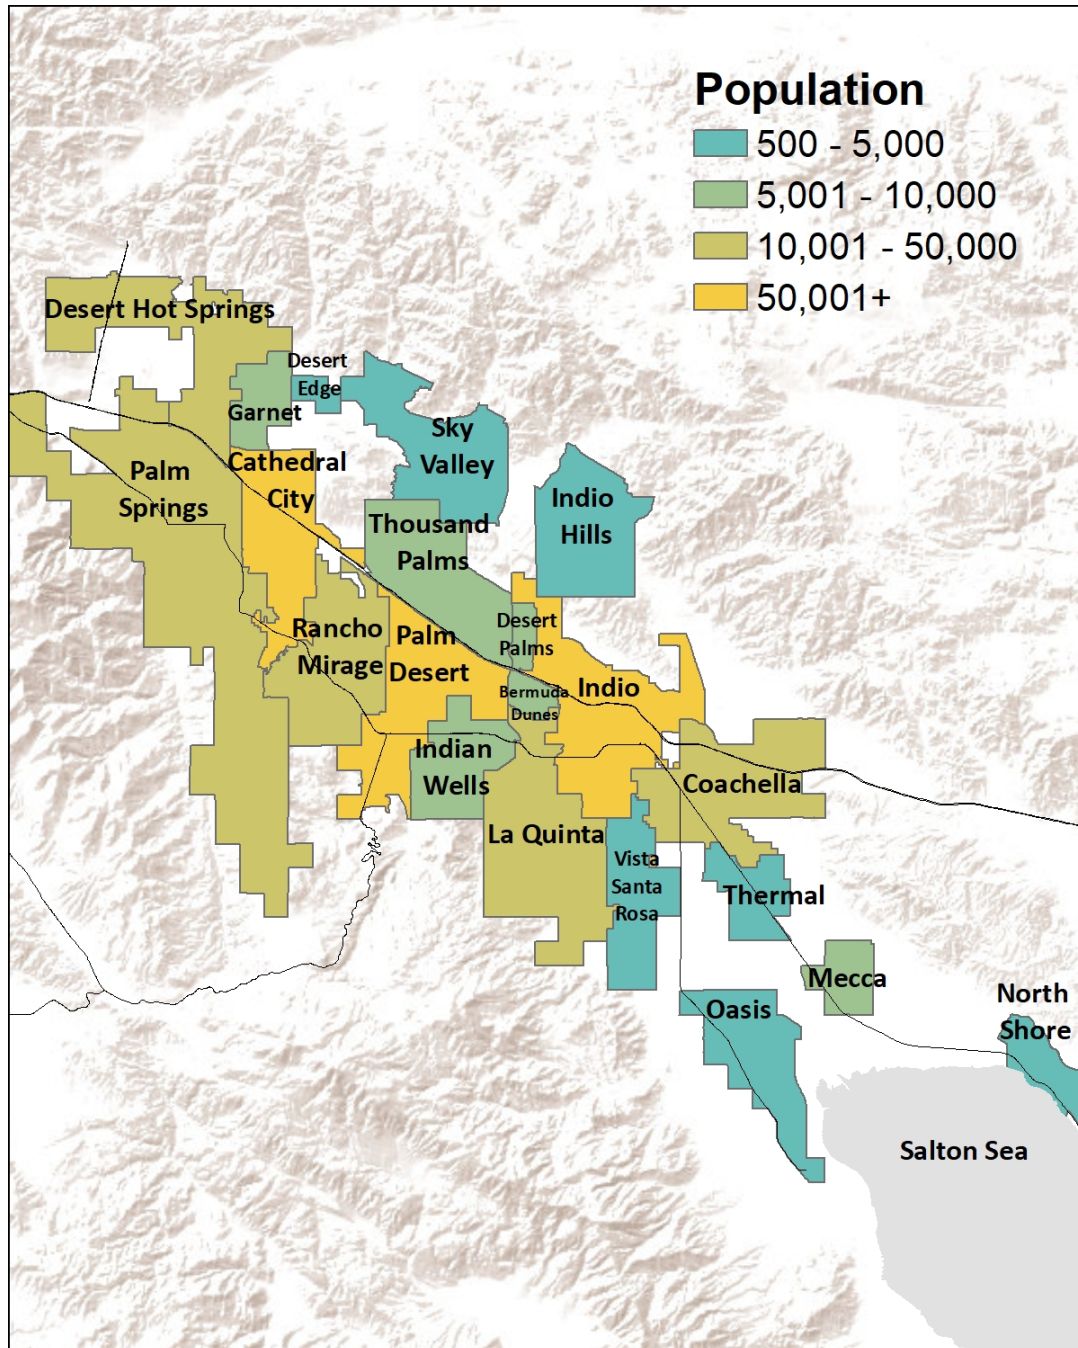 Population
500 - 5,000
5,001 - 10,000
10,001 - 50,000
50,001+
Desert Hot Springs
Desert
Edge
Garnet
Sky
Valley
Cathedral
City
Palm
Springs
Indio
Hills
Thousand
Palms
Desert
Palms
Rancho
Mirage
Palm
Desert
Indio
Bermuda
Dunes
Indian
Wells
Coachella
La Quinta
Vista
Santa
Rosa
Thermal
Mecca
North
Shore
Oasis
Salton Sea